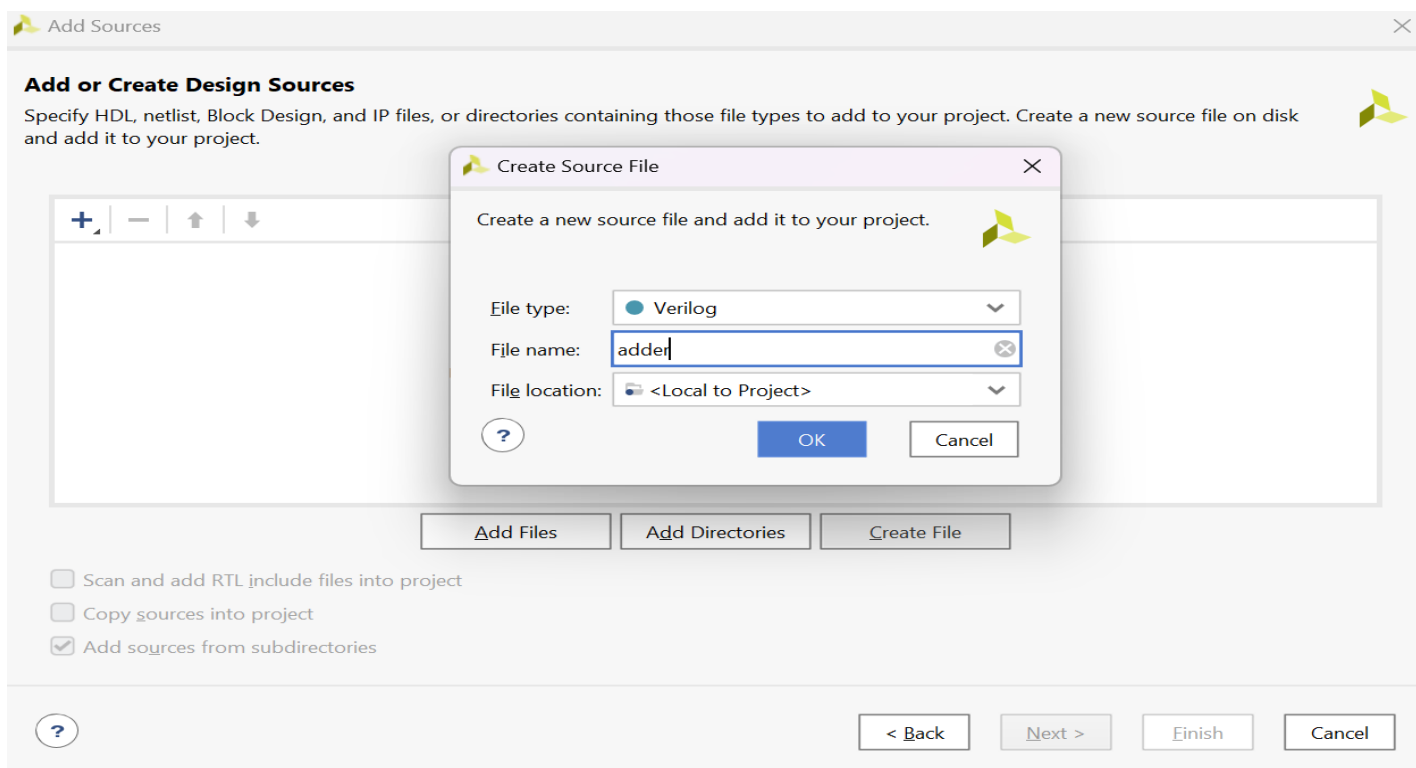 Add Sources
Add or Create Design Sources
Specify HDL, netlist, Block Design, and IP files, or directories containing those file types to add to your project. Create a new source file on disk
and add it to your project.
Create Source File
Create a new source file and add it to your project.
File type:
Verilog
File name:
adder
File location:
<Local to Project>
?
OK
Cancel
Add Files
Add Directories
Create File
Scan and add RTL include files into project
Copy sources into project
Add sources from subdirectories
?
< Back
Next >
Finish
Cancel